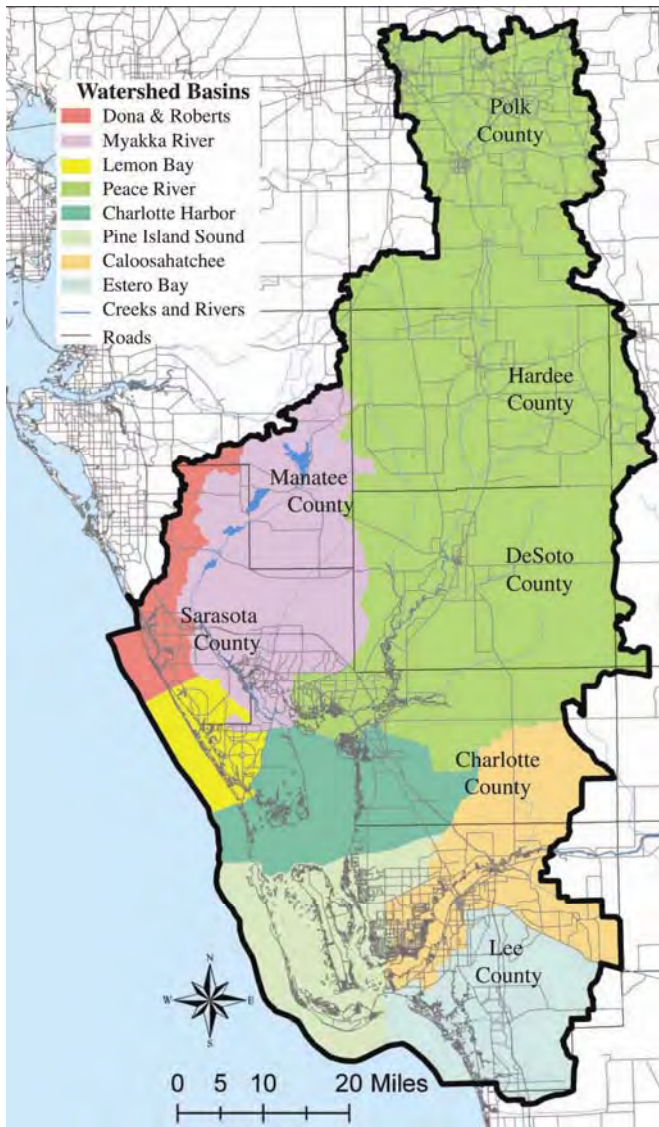 Watershed Basins
Dona & Roberts
Myakka River
Lemon Bay
Peace River
Charlotte Harbor
Pine Island Sound
Caloosahatchee
Estero Bay
Creeks and Rivers
Roads
Polk
County
Hardee
County
Manatee
County
DeSoto
County
Sarasota
County
Charlotte
County
Lee
County
N
W
E
S
0 5 10 20 Miles